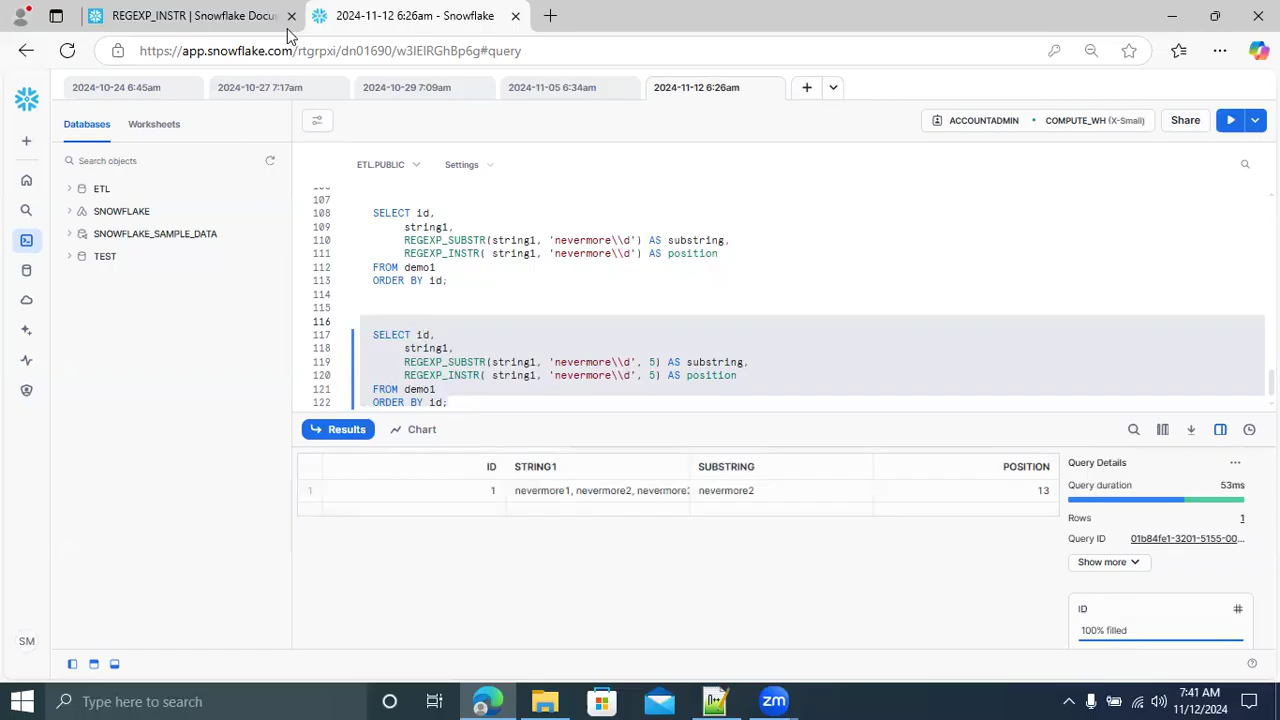 REGEXP_INSTR | Snowflake Docu
2024-11-12 6:26am - Snowflake
https://app.snowflake.com/rtgrpxi/dn01690/w3IElRGhBp6g#query
2024-10-24 6:45am
2024-10-27 7:17am
2024-10-29 7:09am
2024-11-05 6:34am
2024-11-12 6:26am
Databases
Worksheets
ACCOUNTADMIN
COMPUTE_WH (X-Small)
Share
Search objects
ETL
SNOWFLAKE
SNOWFLAKE_SAMPLE_DATA
TEST
ETL.PUBLIC
Settings
107
108 SELECT id,
109 string1,
110 REGEXP_SUBSTR(string1, 'nevermore\\d') AS substring,
111 REGEXP_INSTR( string1, 'nevermore\\d') AS position
112 FROM demo1
113 ORDER BY id;
114
115
116
117 SELECT id,
118 string1,
119 REGEXP_SUBSTR(string1, 'nevermore\\d', 5) AS substring,
120 REGEXP_INSTR( string1, 'nevermore\\d', 5) AS position
121 FROM demo1
122 ORDER BY id;
Results
Chart
ID STRING1 SUBSTRING POSITION
1 1 nevermore1, nevermore2, nevermore3 nevermore2 13
Query Details
Query duration 53ms
Rows 1
Query ID 01b84fe1-3201-5155-00...
Show more
ID
100% filled
SM
Type here to search
zm
7:41 AM
11/12/2024